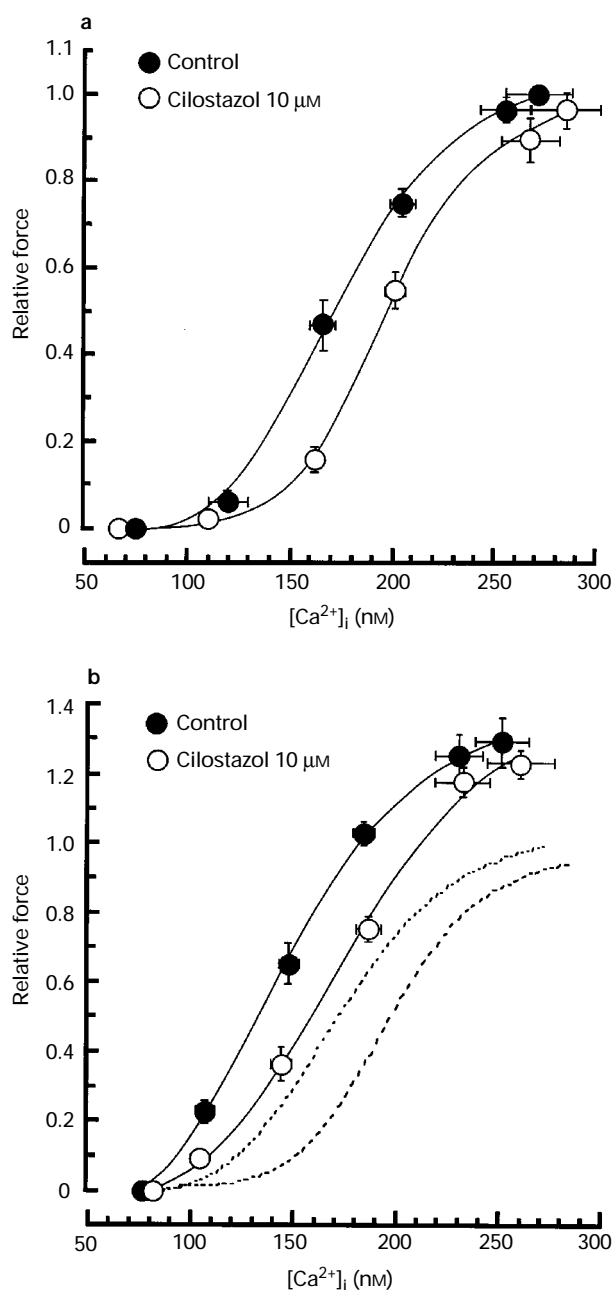 a
1.1
Control
1.0
Cilostazol 10 µM
0.8
0.6
Relative force
0.4
0.2
0
50 100 150 200 250 300
[Ca²⁺]ᵢ (nM)
b
1.4
Control
1.2
Cilostazol 10 µM
1.0
0.8
Relative force
0.6
0.4
0.2
0
50 100 150 200 250 300
[Ca²⁺]ᵢ (nM)